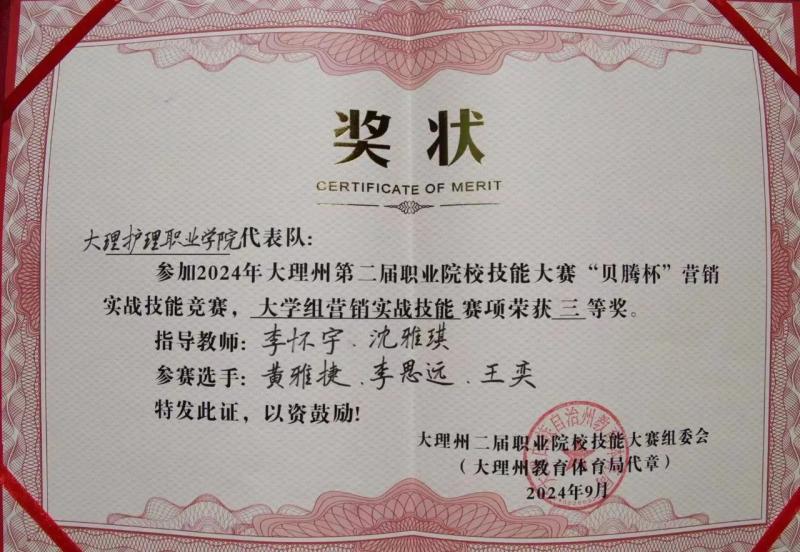 奖状
CERTIFICATE OF MERIT
大理护理职业学院代表队：
参加2024年大理州第二届职业院校技能大赛“贝腾杯”营销
实战技能竞赛，大学组营销实战技能赛项荣获三等奖。
指导教师：李怀宇、沈雅琪
参赛选手：黄雅捷、李思远、王奕
特发此证，以资鼓励！
大理州二届职业院校技能大赛组委会
（大理州教育体育局代章）
2024年9月